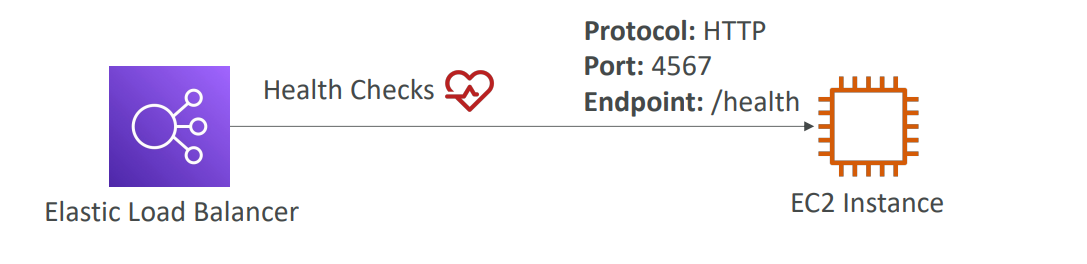 Protocol: HTTP
Port: 4567
Endpoint: /health
Health Checks
Elastic Load Balancer
EC2 Instance